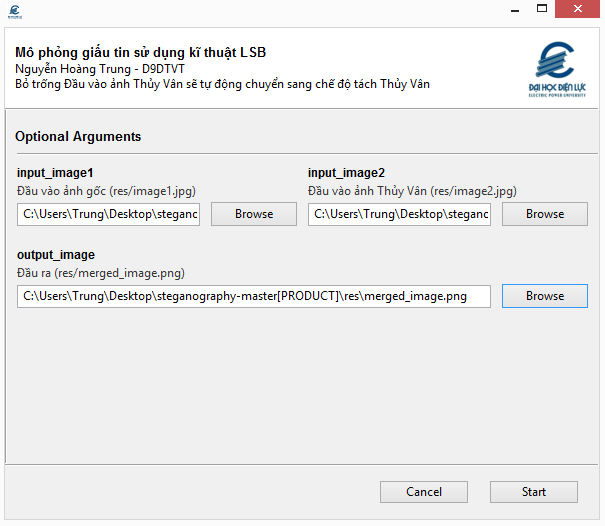 Mô phỏng giấu tin sử dụng kĩ thuật LSB
Nguyễn Hoàng Trung - D9DTVT
Bỏ trống Đầu vào ảnh Thủy Vân sẽ tự động chuyển sang chế độ tách Thủy Vân
ĐẠI HỌC ĐIỆN LỰC
ELECTRIC POWER UNIVERSITY
Optional Arguments
input_image1
input_image2
Đầu vào ảnh gốc (res/image1.jpg)
Đầu vào ảnh Thủy Vân (res/image2.jpg)
C:\Users\Trung\Desktop\steganc
Browse
C:\Users\Trung\Desktop\steganc
Browse
output_image
Đầu ra (res/merged_image.png)
C:\Users\Trung\Desktop\steganography-master[PRODUCT]\res\merged_image.png
Browse
Cancel
Start